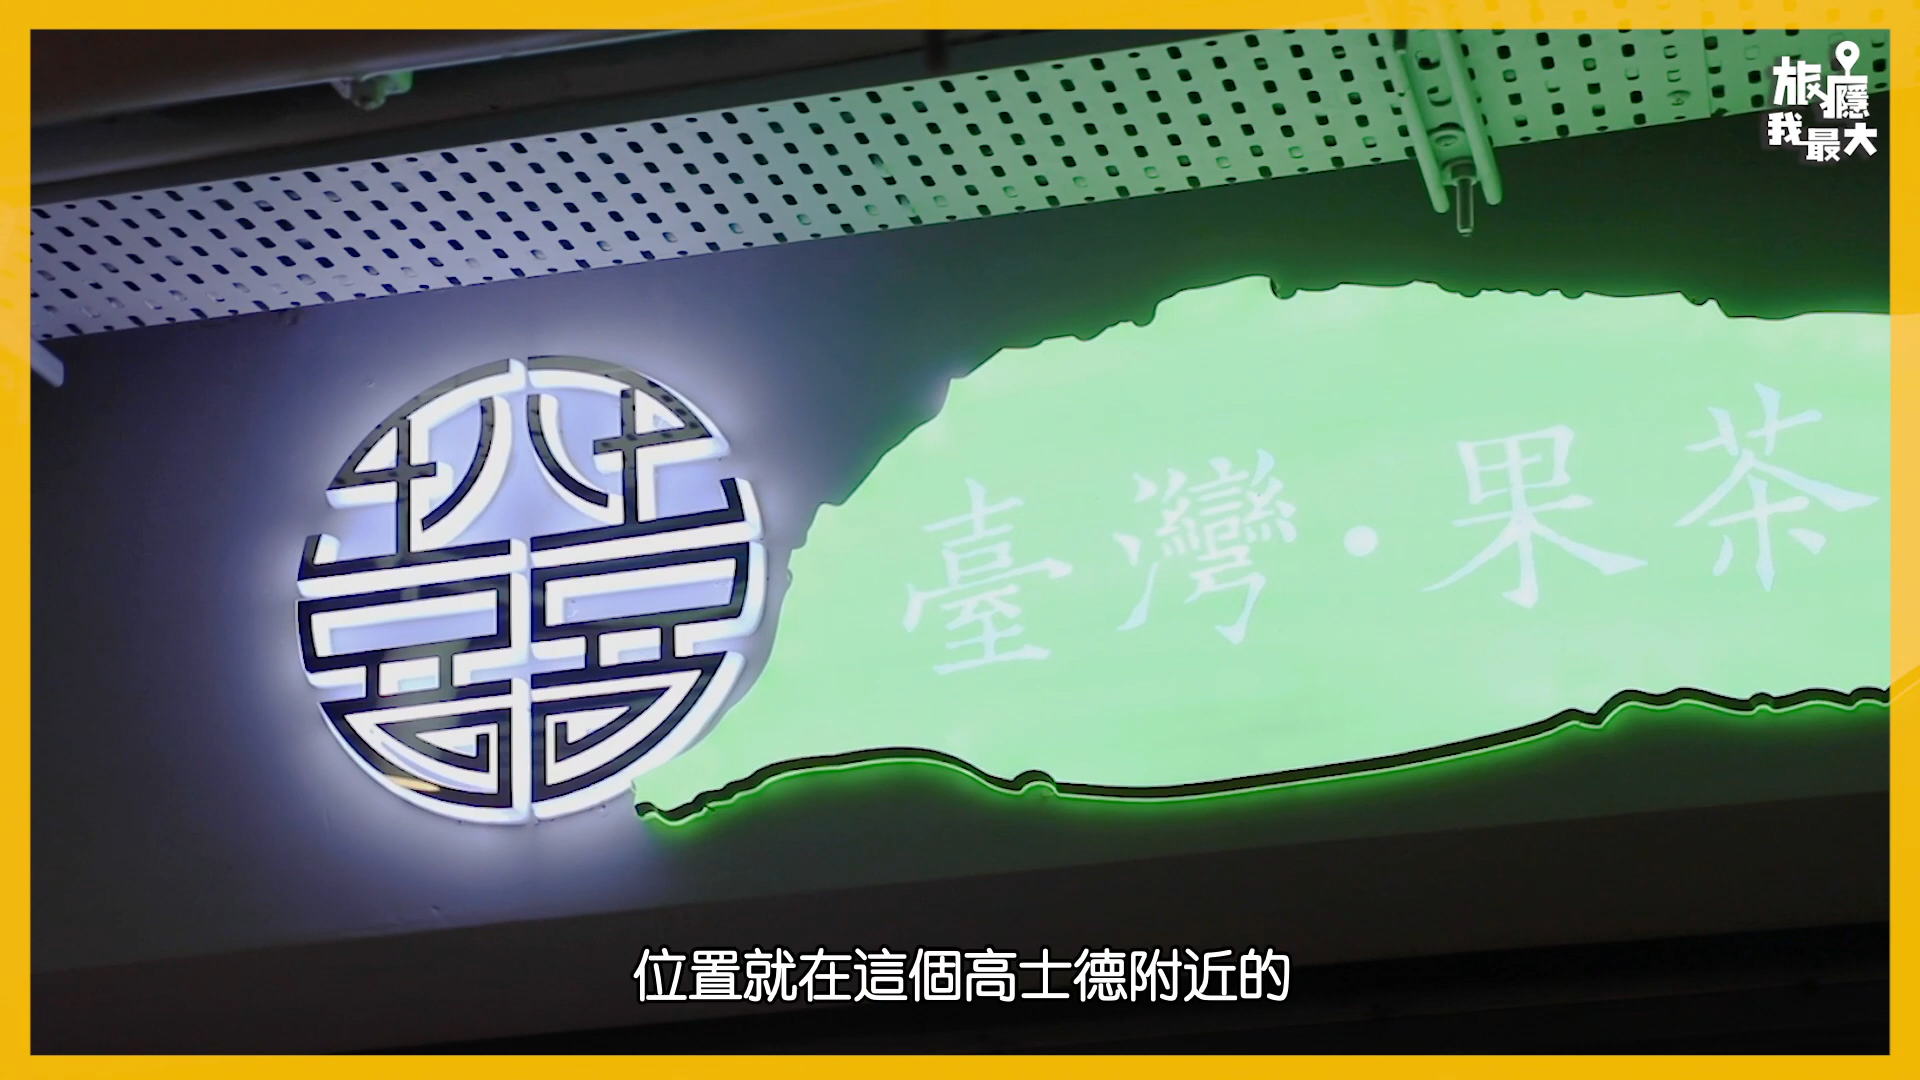 旅癮
我最大
臺灣·果茶
位置就在這個高士德附近的